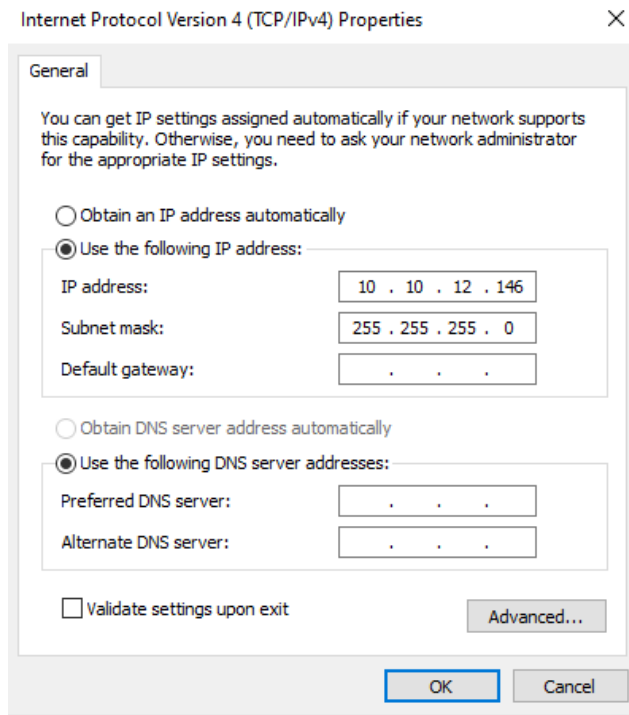 Internet Protocol Version 4 (TCP/IPv4) Properties
General
You can get IP settings assigned automatically if your network supports
this capability. Otherwise, you need to ask your network administrator
for the appropriate IP settings.
Obtain an IP address automatically
Use the following IP address:
IP address: 10 . 10 . 12 . 146
Subnet mask: 255 . 255 . 255 . 0
Default gateway: . . .
Obtain DNS server address automatically
Use the following DNS server addresses:
Preferred DNS server: . . .
Alternate DNS server: . . .
Validate settings upon exit
Advanced...
OK Cancel